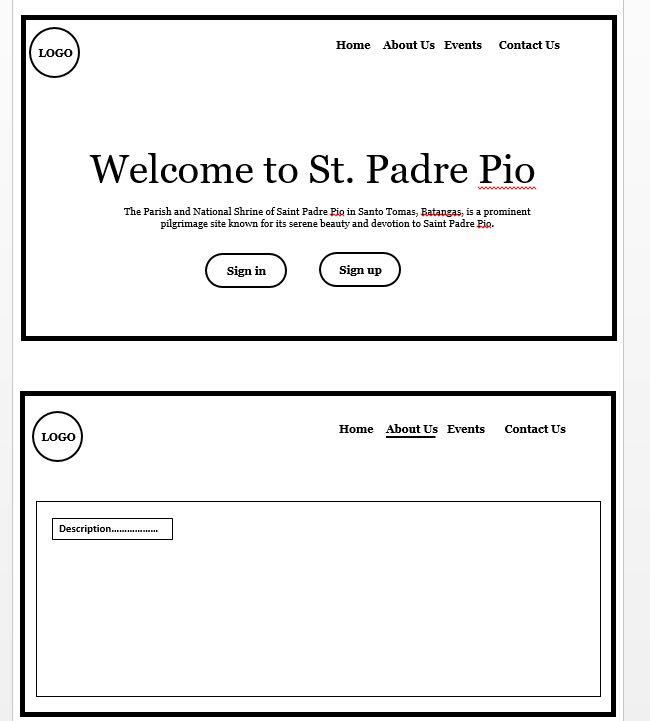 LOGO
Home About Us Events Contact Us
Welcome to St. Padre Pio
The Parish and National Shrine of Saint Padre Pio in Santo Tomas, Batangas, is a prominent
pilgrimage site known for its serene beauty and devotion to Saint Padre Pio.
Sign in Sign up
LOGO
Home About Us Events Contact Us
Description..................